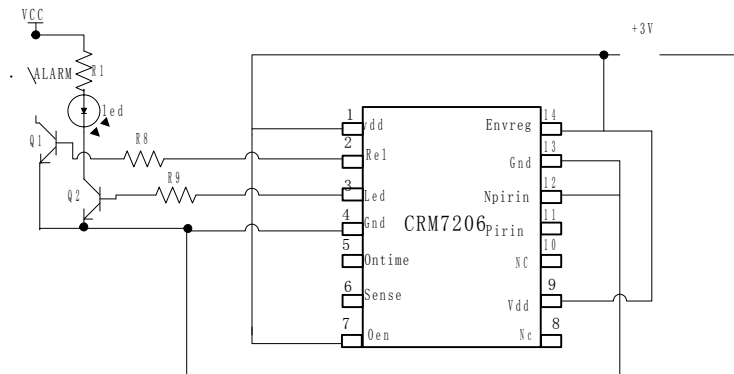 VCC
+3V
\ALARM
R1
led
Q1
R8
Q2
R9
CRM7206
1
vdd
2
Rel
3
Led
4
Gnd
5
Ontime
6
Sense
7
Oen
14
Envreg
13
Gnd
12
Npirin
11
Pirin
10
NC
9
Vdd
8
Nc